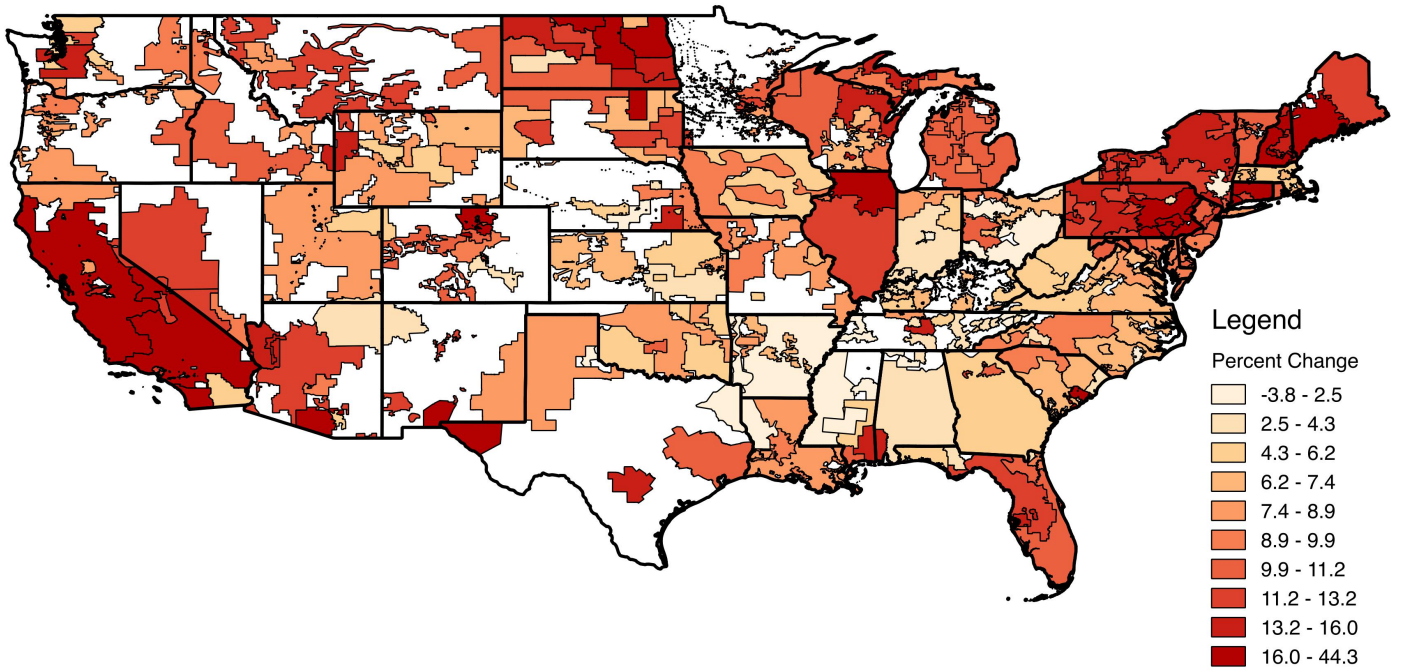 Legend
Percent Change
-3.8 - 2.5
2.5 - 4.3
4.3 - 6.2
6.2 - 7.4
7.4 - 8.9
8.9 - 9.9
9.9 - 11.2
11.2 - 13.2
13.2 - 16.0
16.0 - 44.3